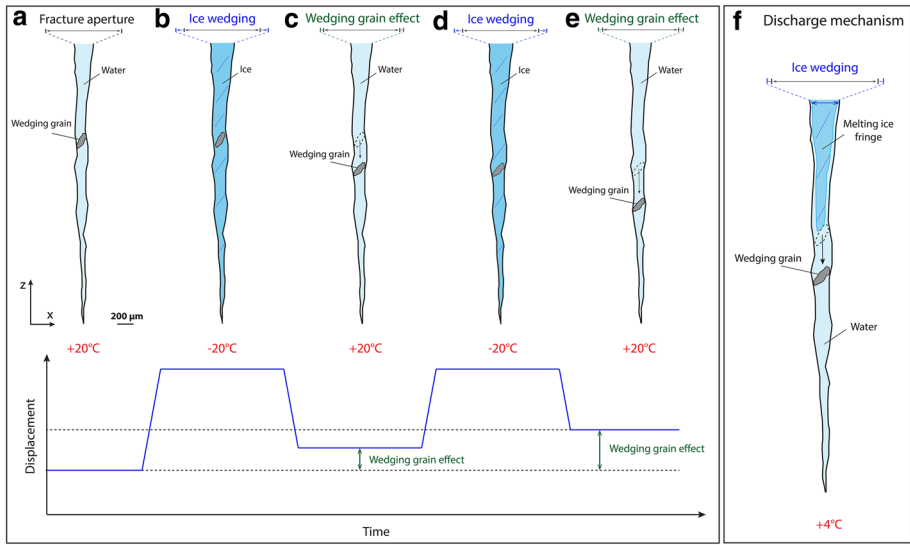 a Fracture aperture
b Ice wedging
c Wedging grain effect
d Ice wedging
e Wedging grain effect
Water
Wedging grain
Ice
Water
Wedging grain
Ice
Water
Wedging grain
Z
X
200 µm
+20°C
-20°C
+20°C
-20°C
+20°C
Displacement
Wedging grain effect
Wedging grain effect
Time
f Discharge mechanism
Ice wedging
Melting ice
fringe
Wedging grain
Water
+4°C